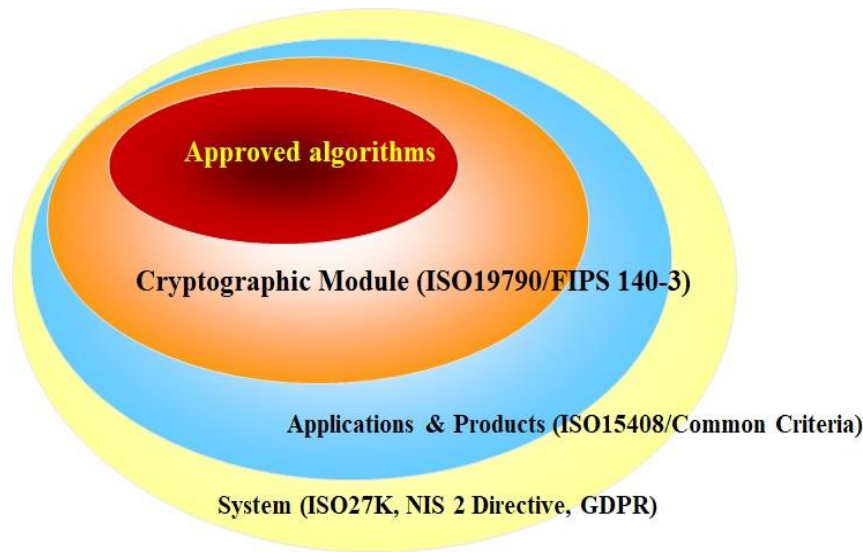 Approved algorithms
Cryptographic Module (ISO19790/FIPS 140-3)
Applications & Products (ISO15408/Common Criteria)
System (ISO27K, NIS 2 Directive, GDPR)